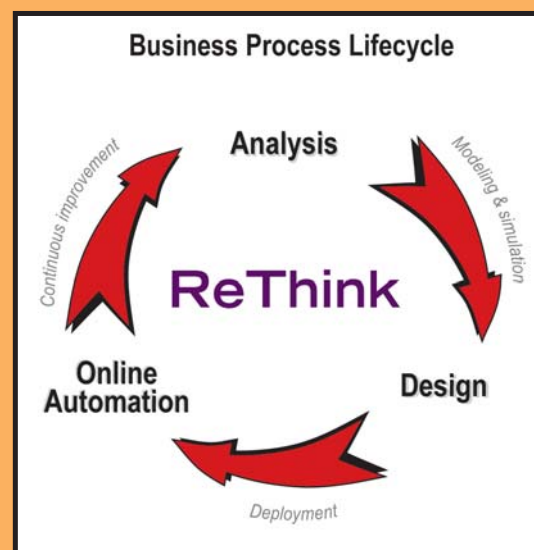 Business Process Lifecycle
Analysis
Modeling & simulation
Continuous improvement
ReThink
Online
Automation
Design
Deployment